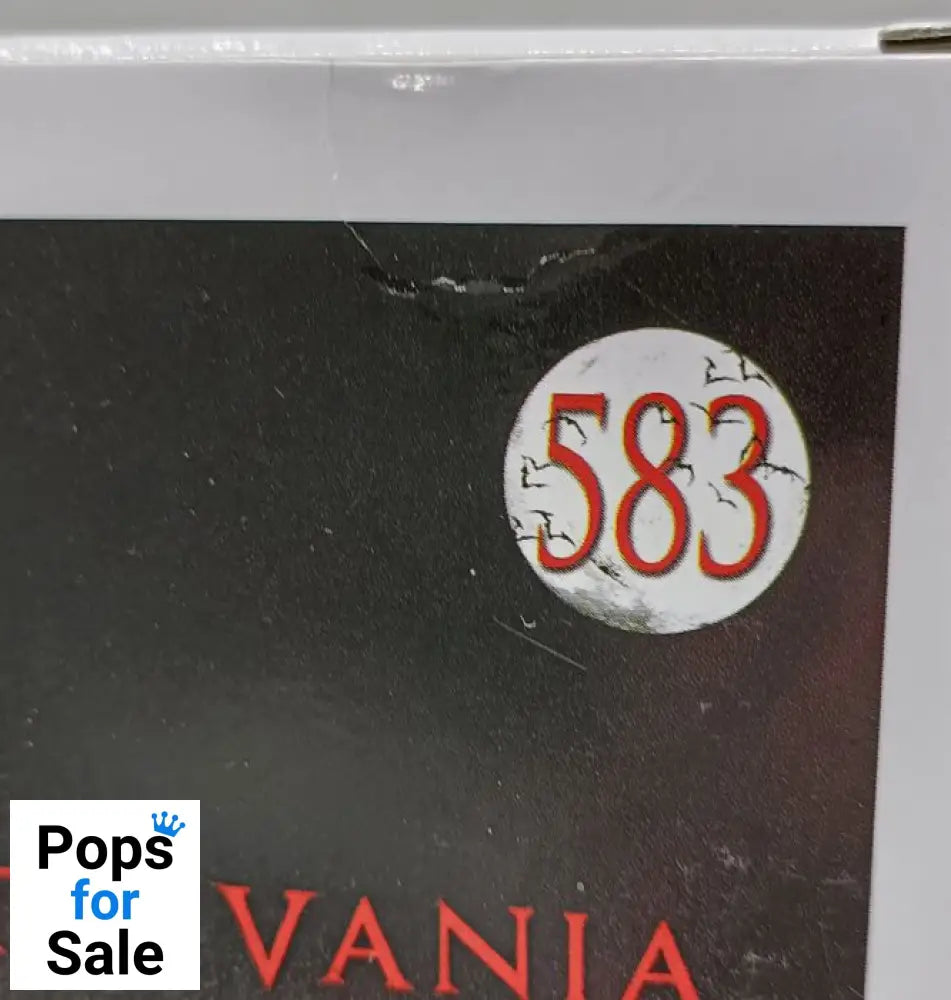 583
VANIA
Pops
for
Sale